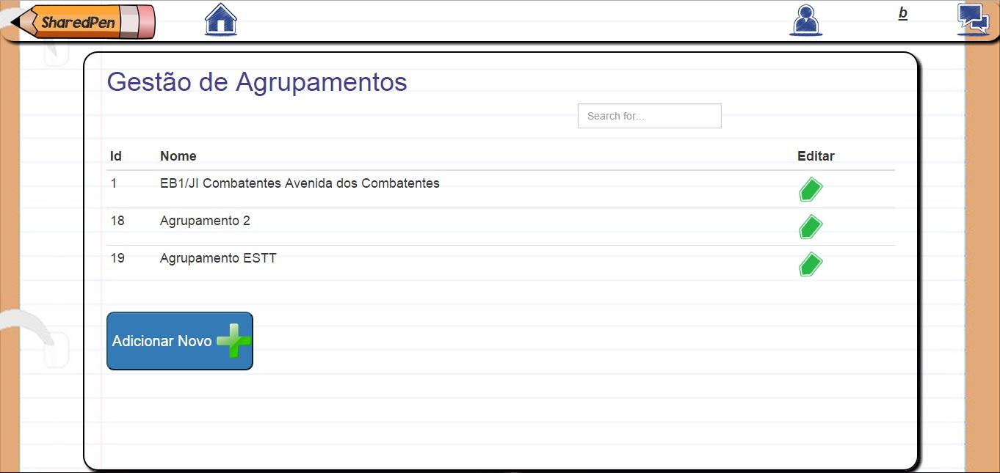 SharedPen
b
Gestão de Agrupamentos
Search for...
Id Nome Editar
1 EB1/JI Combatentes Avenida dos Combatentes
18 Agrupamento 2
19 Agrupamento ESTT
Adicionar Novo